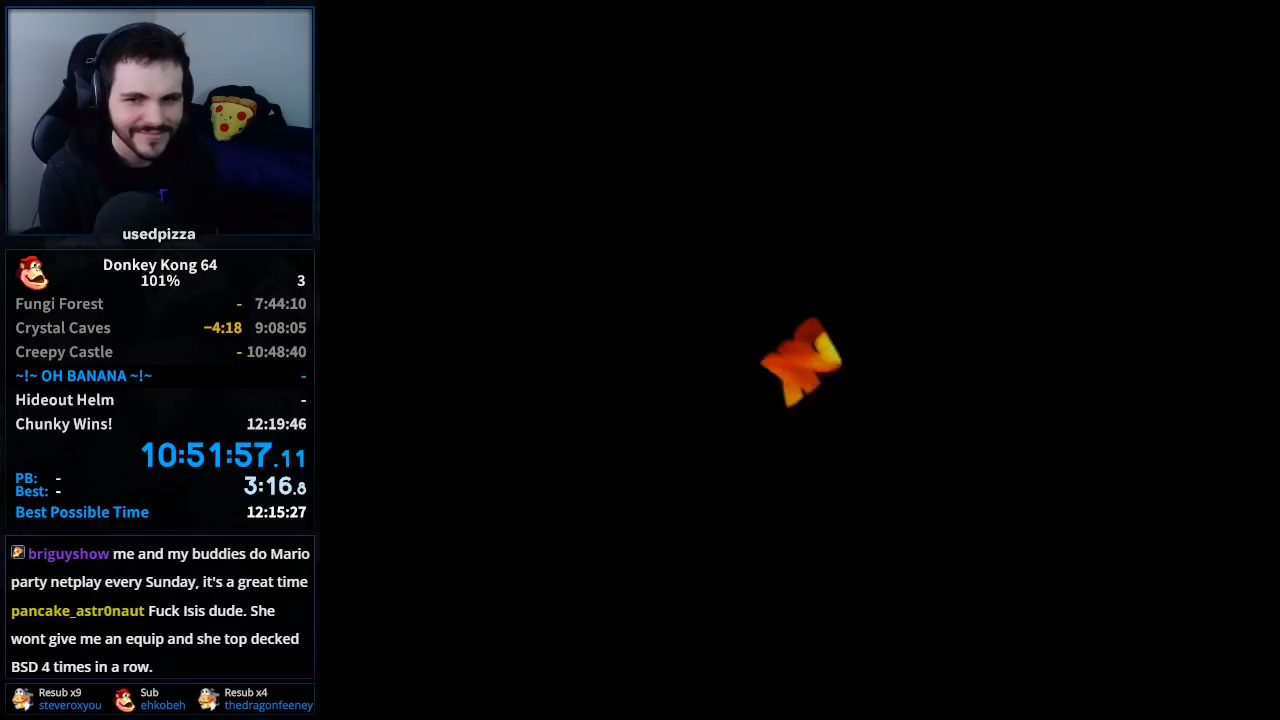 usedpizza
Donkey Kong 64
101% 3
Fungi Forest - 7:44:10
Crystal Caves −4:18 9:08:05
Creepy Castle - 10:48:40
~!~ OH BANANA ~!~ -
Hideout Helm -
Chunky Wins! 12:19:46
10:51:57.11
PB: -
Best: - 3:16.8
Best Possible Time 12:15:27
briguyshow me and my buddies do Mario
party netplay every Sunday, it's a great time
pancake_astr0naut Fuck Isis dude. She
wont give me an equip and she top decked
BSD 4 times in a row.
Resub x9 Sub Resub x4
steveroxyou ehkobeh thedragonfeeney